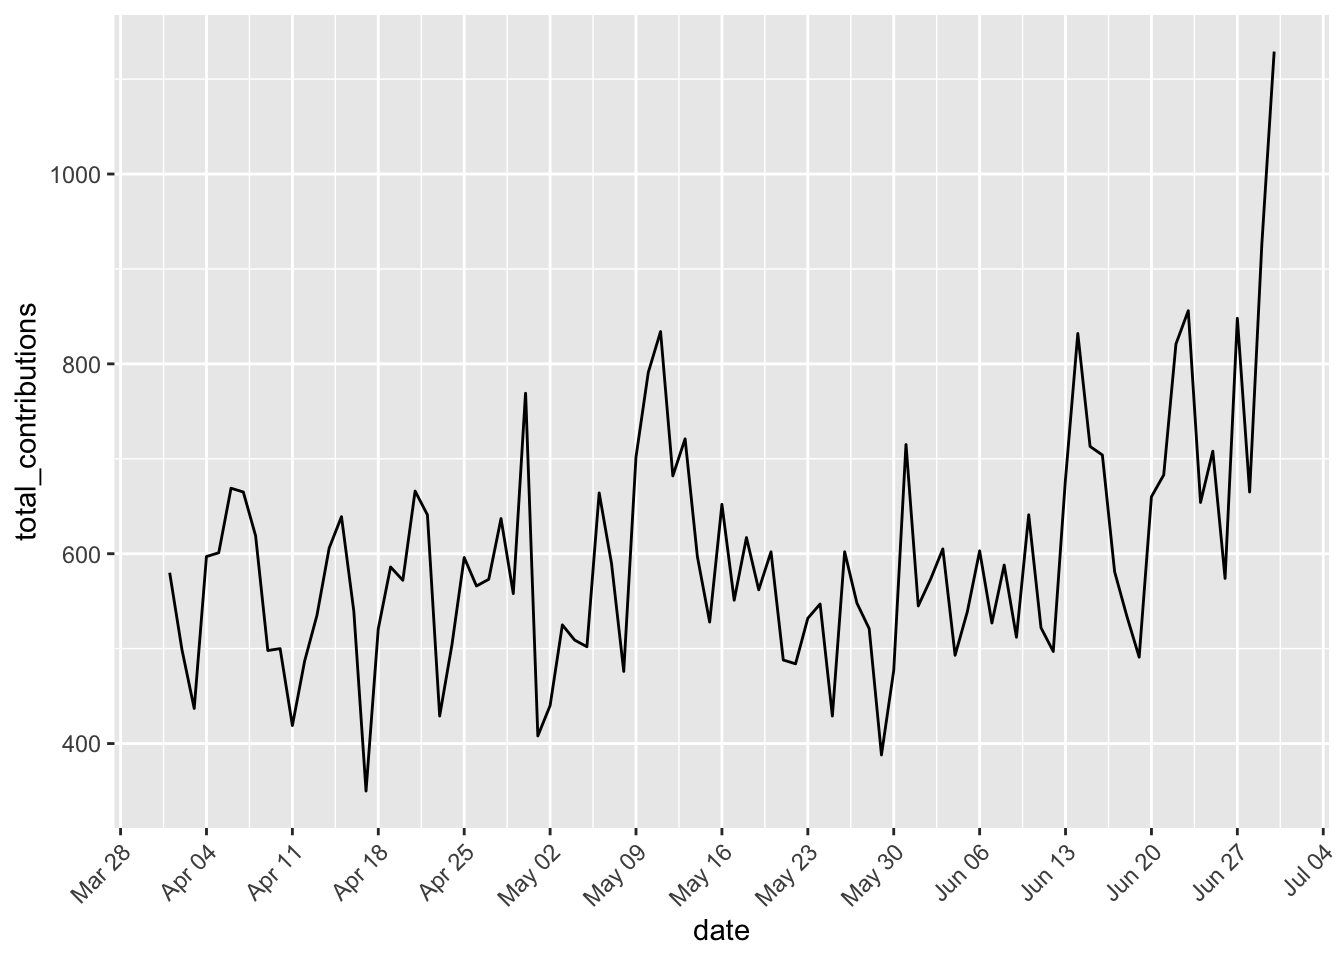 total_contributions
1000
800
600
400
Mar 28
Apr 04
Apr 11
Apr 18
Apr 25
May 02
May 09
May 16
May 23
May 30
Jun 06
Jun 13
Jun 20
Jun 27
Jul 04
date